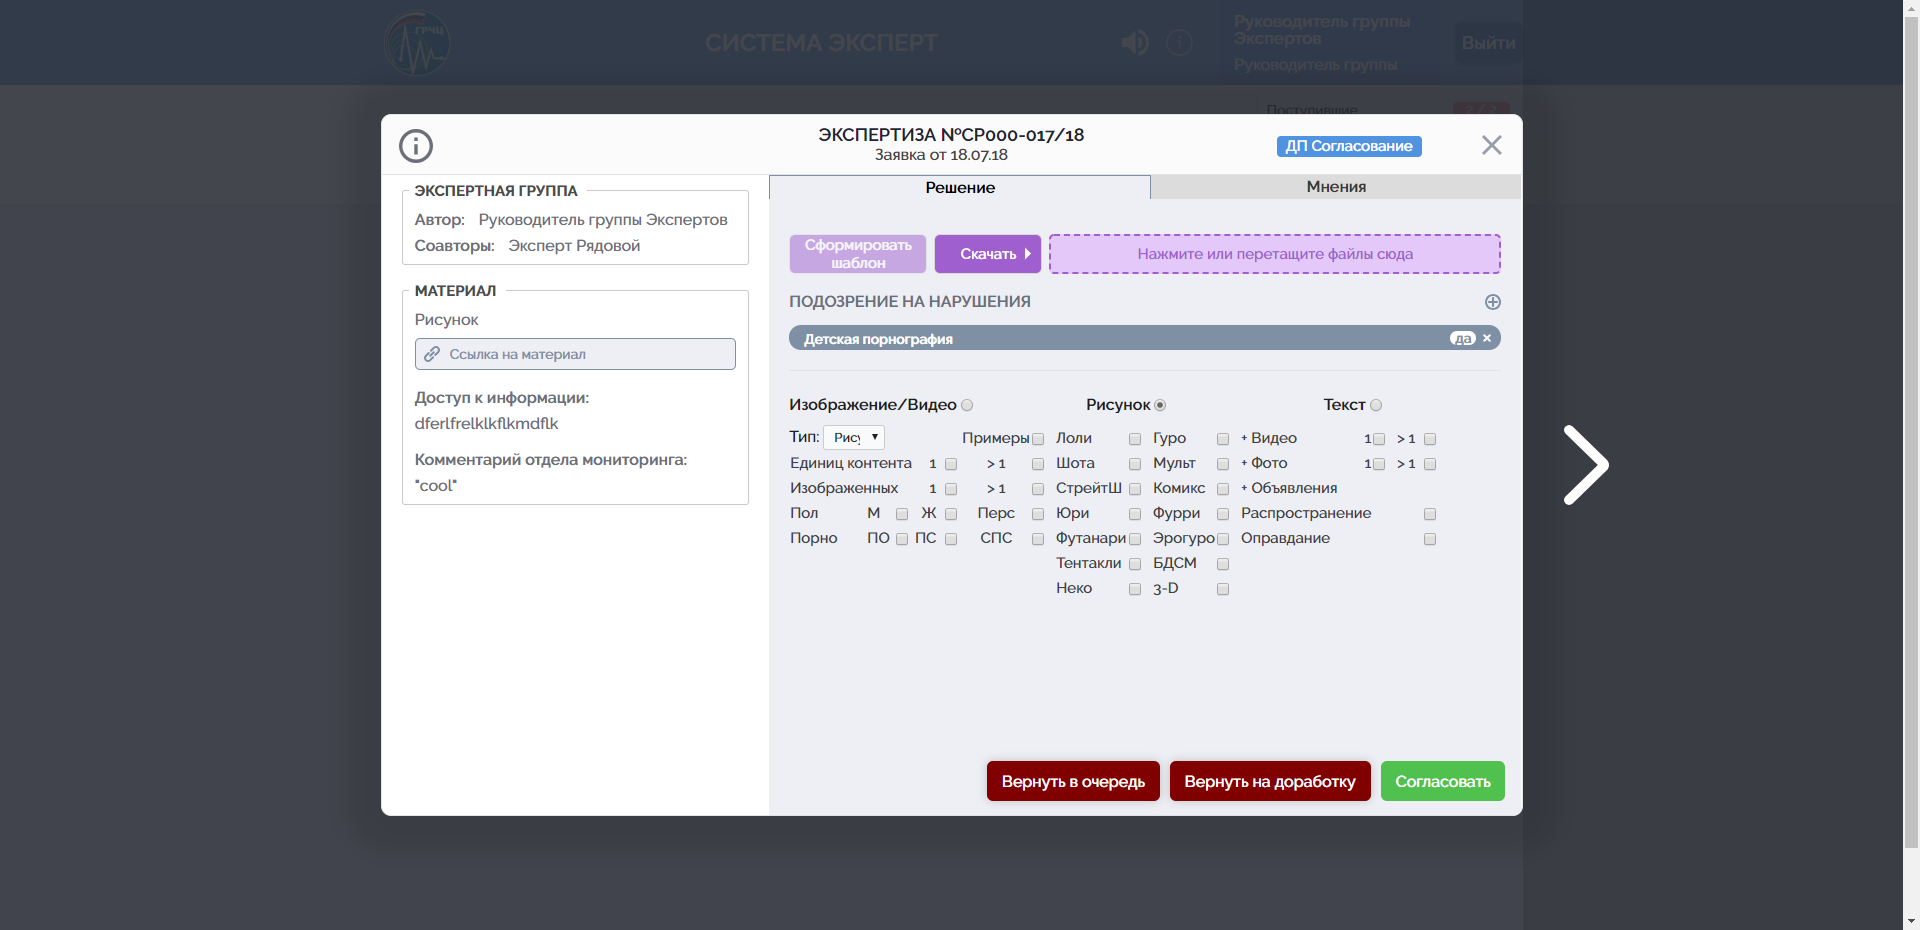 ГРЧЦ
СИСТЕМА ЭКСПЕРТ
Руководитель группы
Экспертов
Руководитель группы
Выйти
Поступившие
ЭКСПЕРТИЗА №СР000-017/18
Заявка от 18.07.18
ДП Согласование
ЭКСПЕРТНАЯ ГРУППА
Автор: Руководитель группы Экспертов
Соавторы: Эксперт Рядовой
МАТЕРИАЛ
Рисунок
Ссылка на материал
Доступ к информации:
dferlfrelklkflkmdflk
Комментарий отдела мониторинга:
"cool"
Решение
Мнения
Сформировать
шаблон
Скачать
Нажмите или перетащите файлы сюда
ПОДОЗРЕНИЕ НА НАРУШЕНИЯ
Детская порнография да ×
Изображение/Видео Рисунок Текст
Тип: Рису Примеры Лоли Гуро + Видео 1 > 1
Единиц контента 1 > 1 Шота Мульт + Фото 1 > 1
Изображенных 1 > 1 СтрейтШ Комикс + Объявления
Пол М Ж Перс Юри Фурри Распространение
Порно ПО ПС СПС Футанари Эрогуро Оправдание
Тентакли БДСМ
Неко 3-D
Вернуть в очередь
Вернуть на доработку
Согласовать